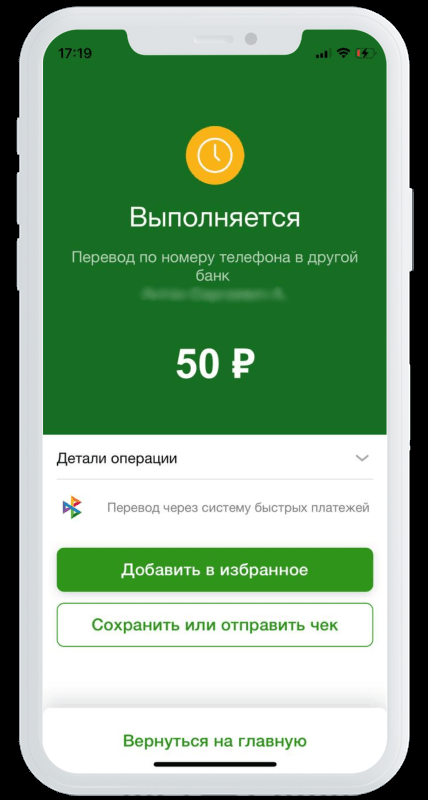 17:19
Выполняется
Перевод по номеру телефона в другой
банк
50 ₽
Детали операции
Перевод через систему быстрых платежей
Добавить в избранное
Сохранить или отправить чек
Вернуться на главную